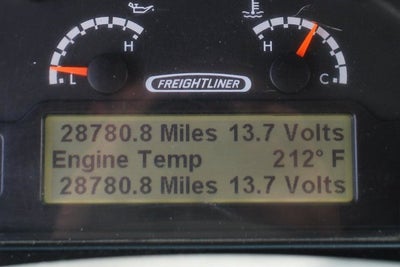 L H H C
FREIGHTLINER
28780.8 Miles 13.7 Volts
Engine Temp 212° F
28780.8 Miles 13.7 Volts